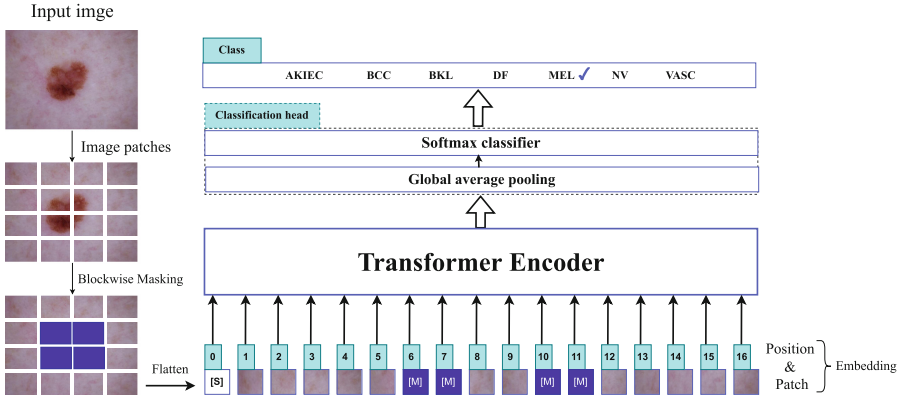 Input imge
Image patches
Blockwise Masking
Flatten
Class
AKIEC BCC BKL DF MEL ✓ NV VASC
Classification head
Softmax classifier
Global average pooling
Transformer Encoder
0 1 2 3 4 5 6 7 8 9 10 11 12 13 14 15 16
[S] [M] [M] [M] [M]
Position
&
Patch
Embedding